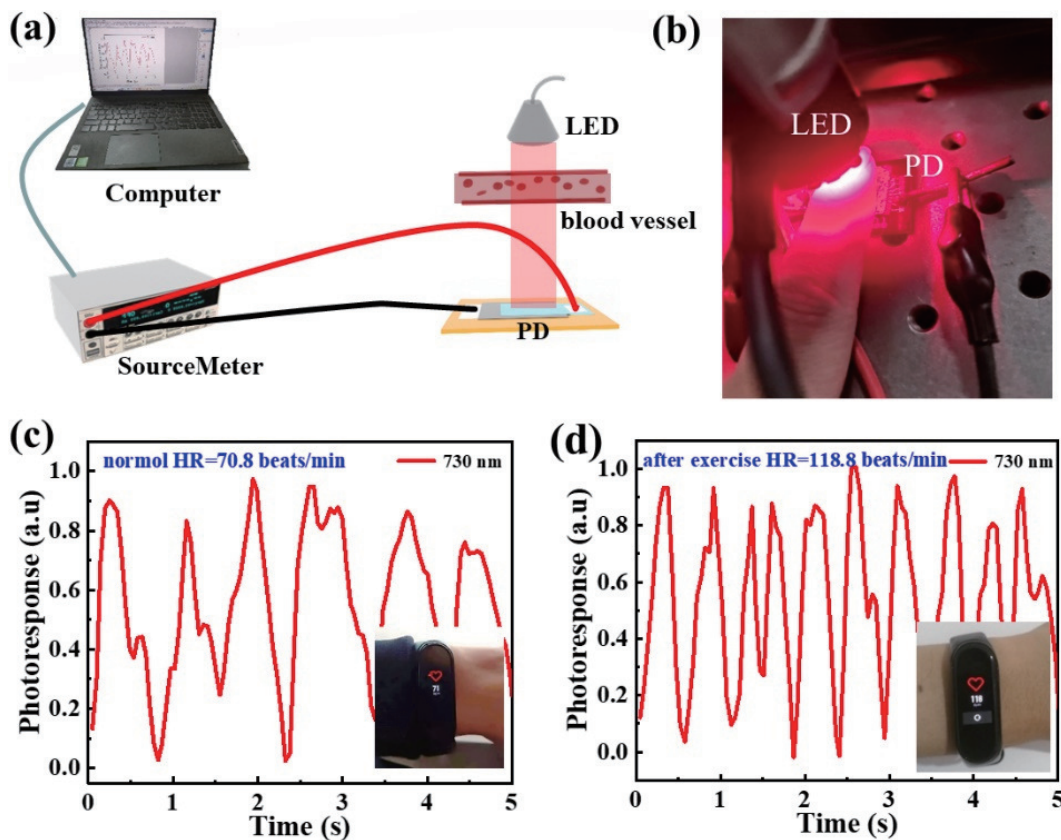 (a)
Computer
LED
blood vessel
PD
SourceMeter
(b)
LED
PD
(c)
normol HR=70.8 beats/min
730 nm
Photoresponse (a.u)
1.0
0.8
0.6
0.4
0.2
0.0
0 1 2 3 4 5
Time (s)
71
(d)
after exercise HR=118.8 beats/min
730 nm
Photoresponse (a.u)
1.0
0.8
0.6
0.4
0.2
0.0
0 1 2 3 4 5
Time (s)
118